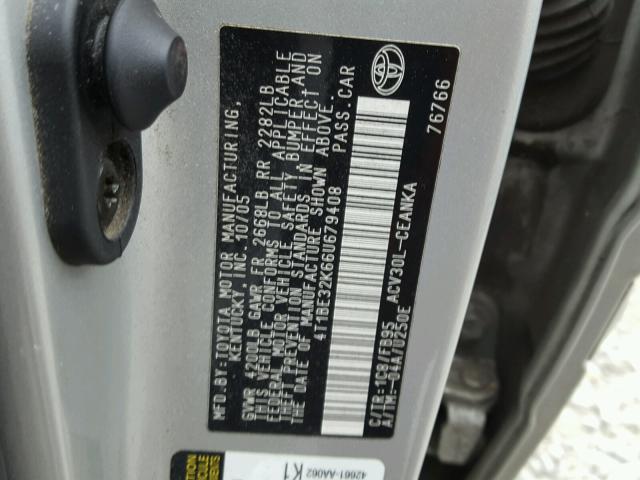 MFD.BY:TOYOTA MOTOR MANUFACTURING,
KENTUCKY, INC. 10/05
GVWR 4200LB GAWR FR 2668LB RR 2282LB
THIS VEHICLE CONFORMS TO ALL APPLICABLE
FEDERAL MOTOR VEHICLE SAFETY BUMPER, AND
THEFT PREVENTION STANDARDS IN EFFECT ON
THE DATE OF MANUFACTURE SHOWN ABOVE.
4T1BE32K66U679408 PASS.CAR
C/TR:1C8/FB95 ACV30L-CEANKA
A/TM:-04A/U250E
76766
42661-AA062
K1